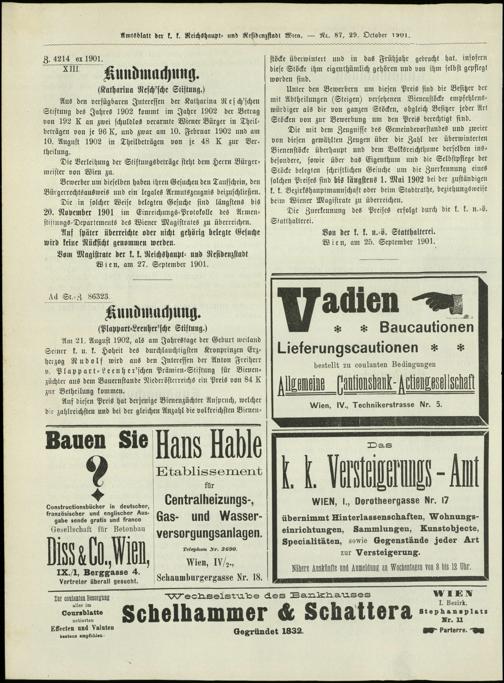 Amtsblatt der k. k. Reichshaupt- und Residenzstadt Wien. — Nr. 87, 29. October 1901.
Z. 4214 ex 1901.
XIII
Kundmachung.
(Katharina Resch'sche Stiftung.)
Aus den verfügbaren Interessen der Katharina Resch'schen
Stiftung des Jahres 1902 kommt im Jahre 1902 der Betrag
von 192 K an zwei schuldlos verarmte Wiener Bürger in Theil-
beträgen von je 96 K, und zwar am 10. Februar 1902 und am
10. August 1902 in Theilbeträgen von je 48 K zur Ver-
theilung.
Die Verleihung der Stiftungsbeträge steht dem Herrn Bürger-
meister von Wien zu.
Bewerber um dieselben haben ihren Gesuchen den Taufschein, den
Bürgerrechtsausweis und ein legales Armutszeugnis beizuschließen.
Die in solcher Weise belegten Gesuche sind längstens bis
20. November 1901 im Einreichungs-Protokolle des Armen-
stiftungs-Departements des Wiener Magistrates zu überreichen.
Auf später überreichte oder nicht gehörig belegte Gesuche
wird keine Rücksicht genommen werden.
Vom Magistrate der k. k. Reichshaupt- und Residenzstadt
Wien, am 27. September 1901.
Ad St.-Z. 86323.
Kundmachung.
(Plappart-Leenher'sche Stiftung.)
Am 21. August 1902, als am Jahrestage der Geburt weiland
Seiner k. k. Hoheit des durchlauchtigsten Kronprinzen Erz-
herzog Rudolf wird aus den Interessen der Anton Freiherr
v. Plappart-Leenher'schen Prämien-Stiftung für Bienen-
züchter aus dem Bauernstande Niederösterreichs ein Preis von 84 K
zur Vertheilung kommen.
Auf diesen Preis hat derjenige Bienenzüchter Anspruch, welcher
die zahlreichsten und bei der gleichen Anzahl die volkreichsten Bienen-
stöcke überwintert und in das Frühjahr gebracht hat, insofern
diese Stöcke ihm eigenthümlich gehören und von ihm selbst gepflegt
worden sind.
Unter den Bewerbern um diesen Preis sind die Besitzer der
mit Abtheilungen (Steigen) versehenen Bienenstöcke empfehlens-
würdiger als die von ganzen Stöcken, obgleich Besitzer jeder Art
Stöcken von der Bewerbung um den Preis berechtigt sind.
Die mit dem Zeugnisse des Gemeindevorstandes und zweier
von diesen gewählten Zeugen über die Zahl der überwinterten
Bienenstöcke überhaupt und dem Volksreichthume derselben ins-
besondere, sowie über das Eigenthum und die Selbstpflege der
Stöcke belegten schriftlichen Gesuche um die Zuerkennung eines
solchen Preises sind bis längstens 1. Mai 1902 bei der zuständigen
k. k. Bezirkshauptmannschaft oder beim Stadtrathe, beziehungsweise
beim Wiener Magistrate zu überreichen.
Die Zuerkennung des Preises erfolgt durch die k. k. n.-ö.
Statthalterei.
Von der k. k. n.-ö. Statthalterei.
Wien, am 25. September 1901.
Vadien
* * Baucautionen
Lieferungscautionen * *
bestellt zu coulanten Bedingungen
Allgemeine Cautionsbank-Actiengesellschaft
Wien, IV., Technikerstrasse Nr. 5.
Bauen Sie
?
Constructionsbücher in deutscher,
französischer und englischer Aus-
gabe sende gratis und franco
Gesellschaft für Betonbau
Diss & Co., Wien,
IX/1, Berggasse 4.
Vertreter überall gesucht.
Hans Hable
Etablissement
für
Centralheizungs-,
Gas- und Wasser-
versorgungsanlagen.
Telephon Nr. 2690.
Wien, IV/2.,
Schaumburgergasse Nr. 18.
Das
k. k. Versteigerungs-Amt
WIEN, I., Dorotheergasse Nr. 17
übernimmt Hinterlassenschaften, Wohnungs-
einrichtungen, Sammlungen, Kunstobjecte,
Specialitäten, sowie Gegenstände jeder Art
zur Versteigerung.
Nähere Auskünfte und Anmeldung an Wochentagen von 8 bis 12 Uhr.
Zur coulanten Besorgung
aller im
Coursblatte
notirten
Effecten und Valuten
bestens empfohlen.
Wechselstube des Bankhauses
Schelhammer & Schattera
Gegründet 1832.
WIEN
I. Bezirk.
Stephansplatz
Nr. 11
Parterre.